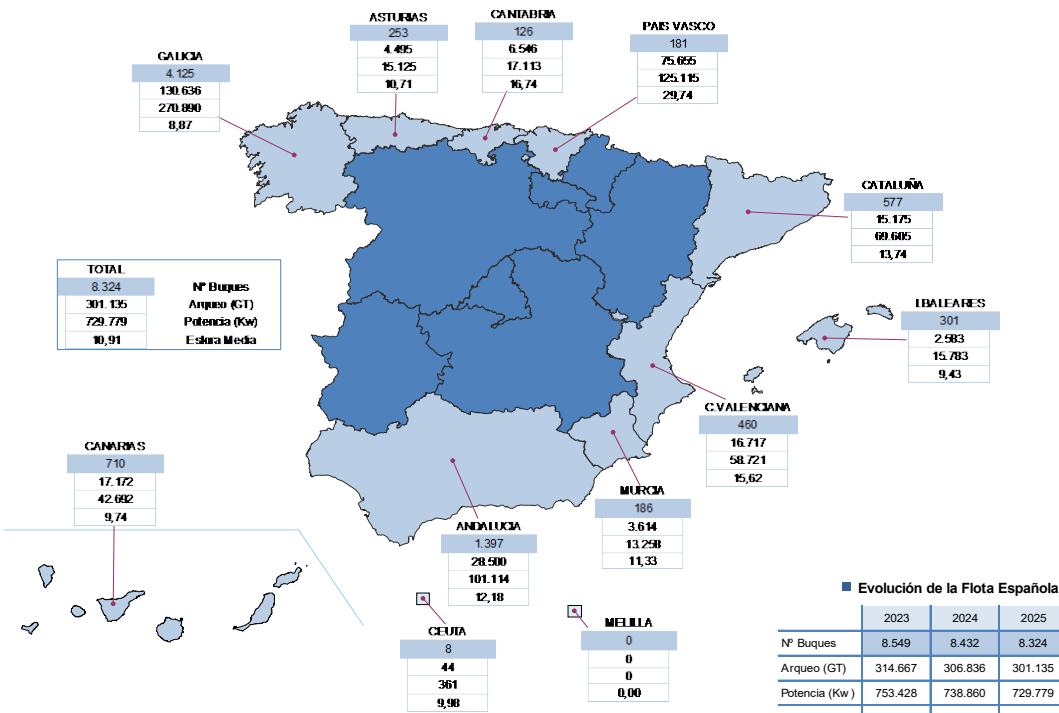 ASTURIAS
253
4.495
15.125
10,71
CANTABRIA
126
6.546
17.113
16,74
PAIS VASCO
181
75.655
125.115
29,74
GALICIA
4.125
130.636
270.890
8,87
CATALUÑA
577
15.175
69.605
13,74
TOTAL
8.324 Nº Buques
301.135 Arqueo (GT)
729.779 Potencia (Kw)
10,91 Eslora Media
I.BALEARES
301
2.583
15.783
9,43
C.VALENCIANA
460
16.717
58.721
15,62
CANARIAS
710
17.172
42.692
9,74
MURCIA
186
3.614
13.258
11,33
ANDALUCIA
1.397
28.500
101.114
12,18
CEUTA
8
44
361
9,98
MELILLA
0
0
0
0,00
Evolución de la Flota Española
2023 2024 2025
Nº Buques 8.549 8.432 8.324
Arqueo (GT) 314.667 306.836 301.135
Potencia (Kw) 753.428 738.860 729.779